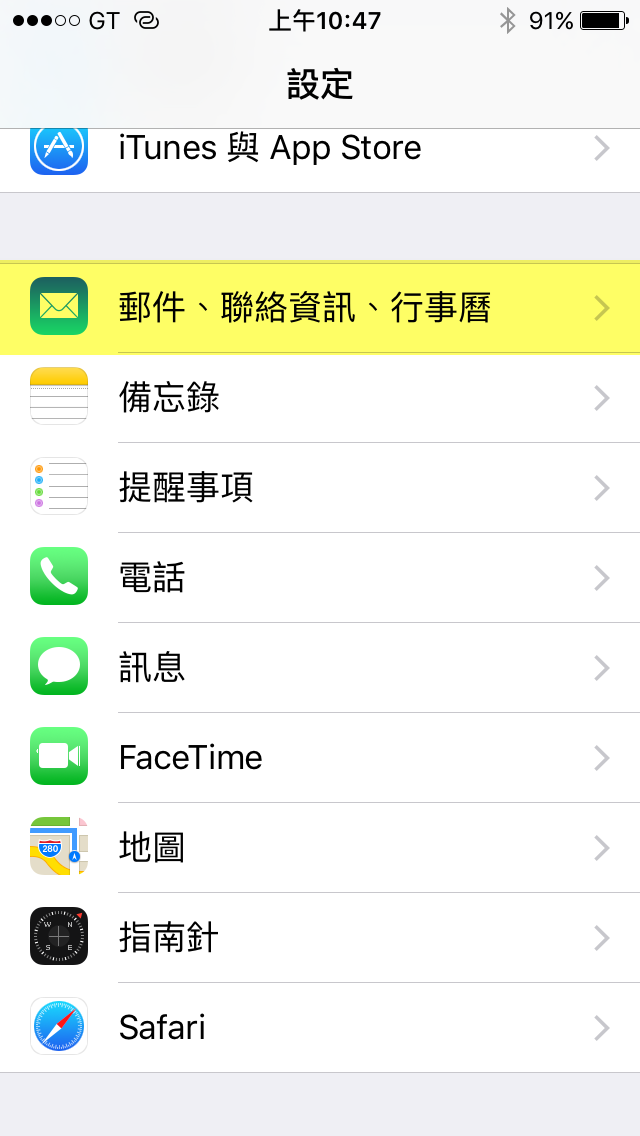 GT 上午10:47 91%
設定
iTunes 與 App Store
郵件、聯絡資訊、行事曆
備忘錄
提醒事項
電話
訊息
FaceTime
280
地圖
W N
S E
指南針
Safari